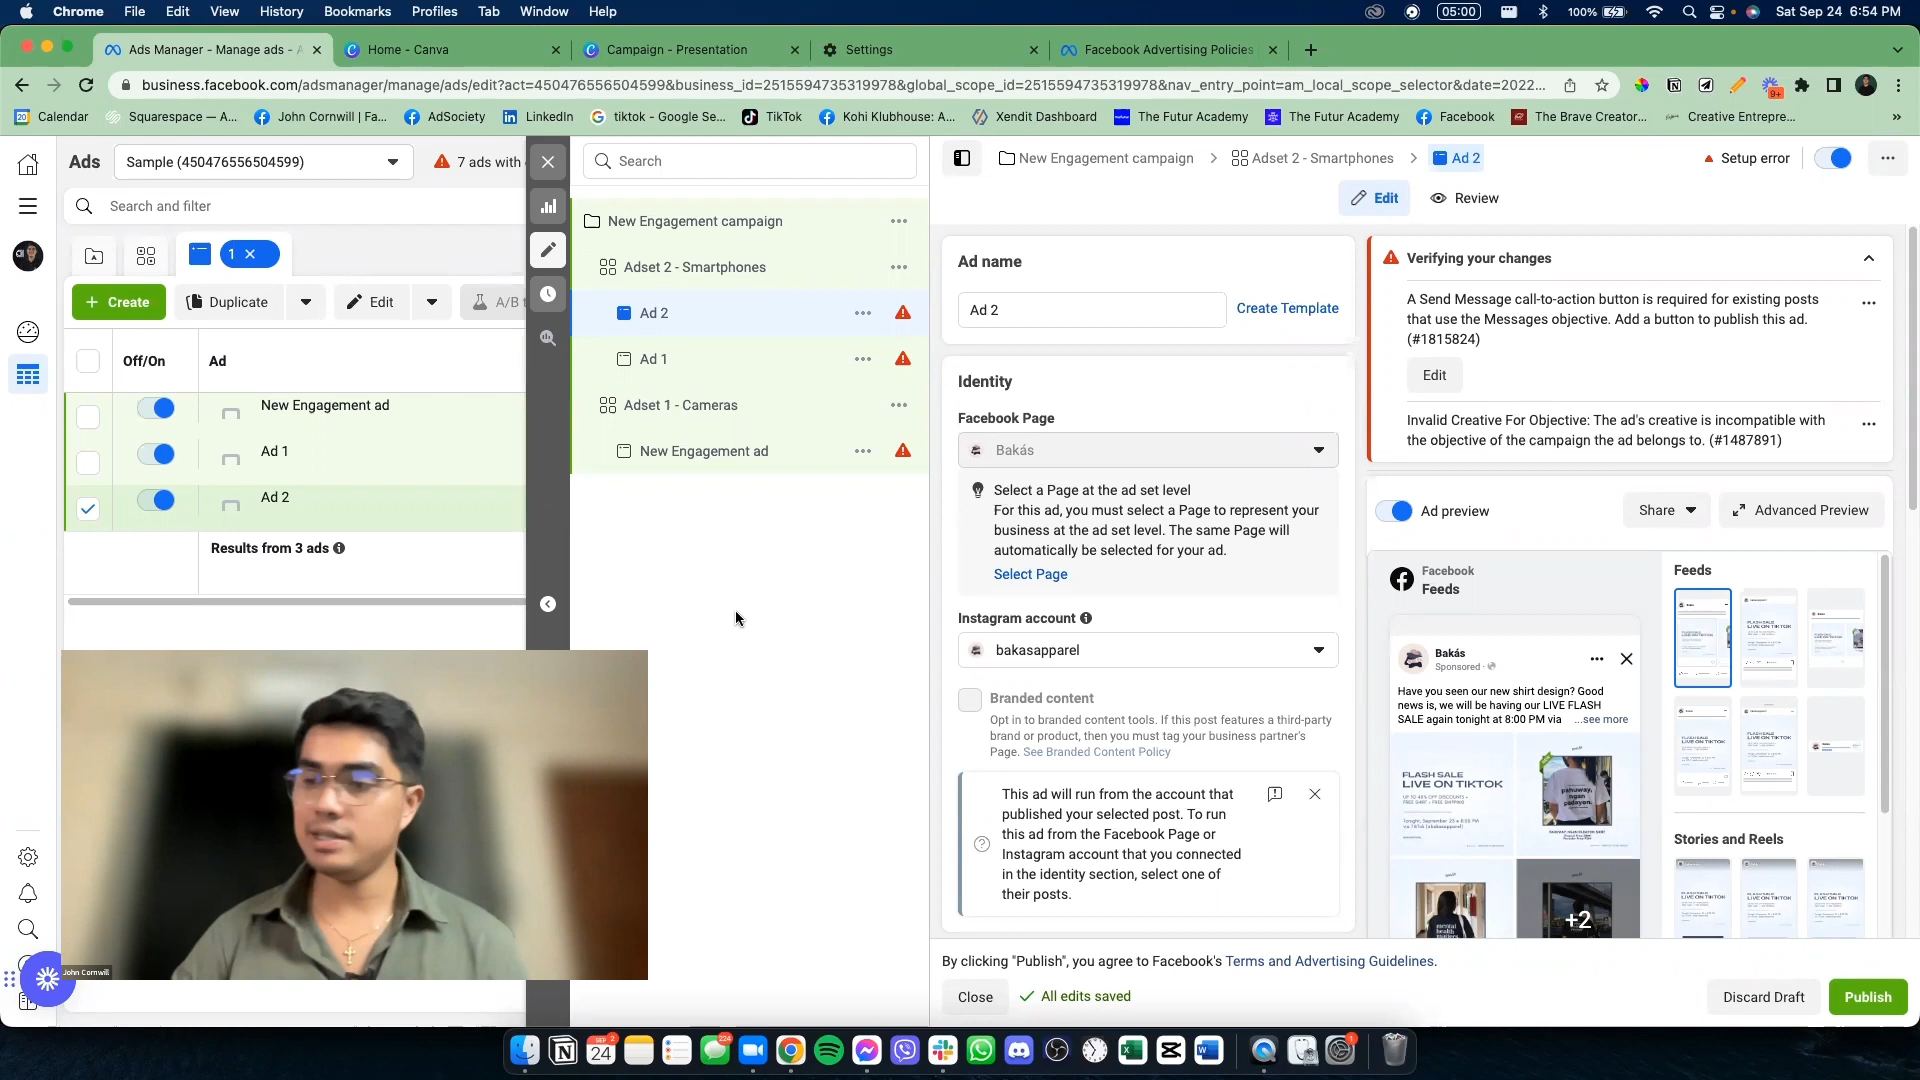 Chrome File Edit View History Bookmarks Profiles Tab Window Help
05:00 100% Sat Sep 24 6:54 PM
Ads Manager - Manage ads - A
Home - Canva
Campaign - Presentation
Settings
Facebook Advertising Policies
business.facebook.com/adsmanager/manage/ads/edit?act=450476556504599&business_id=2515594735319978&global_scope_id=2515594735319978&nav_entry_point=am_local_scope_selector&date=2022...
9+
20 Calendar
Squarespace — A...
John Cornwill | Fa...
AdSociety
LinkedIn
tiktok - Google Se...
TikTok
Kohi Klubhouse: A...
Xendit Dashboard
The Futur Academy
The Futur Academy
Facebook
The Brave Creator...
Creative Entrepre...
»
Ads
Sample (450476556504599)
7 ads with
Search and filter
1
Create
Duplicate
Edit
A/B t
Off/On
Ad
New Engagement ad
Ad 1
Ad 2
Results from 3 ads
John Cornwill
Search
New Engagement campaign
Adset 2 - Smartphones
Ad 2
Ad 1
Adset 1 - Cameras
New Engagement ad
New Engagement campaign
Adset 2 - Smartphones
Ad 2
Setup error
Edit
Review
Ad name
Ad 2
Create Template
Identity
Facebook Page
Bakás
Select a Page at the ad set level
For this ad, you must select a Page to represent your
business at the ad set level. The same Page will
automatically be selected for your ad.
Select Page
Instagram account
bakasapparel
Branded content
Opt in to branded content tools. If this post features a third-party
brand or product, then you must tag your business partner's
Page. See Branded Content Policy
This ad will run from the account that
published your selected post. To run
this ad from the Facebook Page or
Instagram account that you connected
in the identity section, select one of
their posts.
Verifying your changes
A Send Message call-to-action button is required for existing posts
that use the Messages objective. Add a button to publish this ad.
(#1815824)
Edit
Invalid Creative For Objective: The ad's creative is incompatible with
the objective of the campaign the ad belongs to. (#1487891)
Ad preview
Share
Advanced Preview
Facebook
Feeds
Bakás
Sponsored ·
Have you seen our new shirt design? Good
news is, we will be having our LIVE FLASH
SALE again tonight at 8:00 PM via ...see more
FLASH SALE
LIVE ON TIKTOK
+2
Feeds
Stories and Reels
By clicking "Publish", you agree to Facebook's Terms and Advertising Guidelines.
Close
All edits saved
Discard Draft
Publish
SEP
24
2
224
1